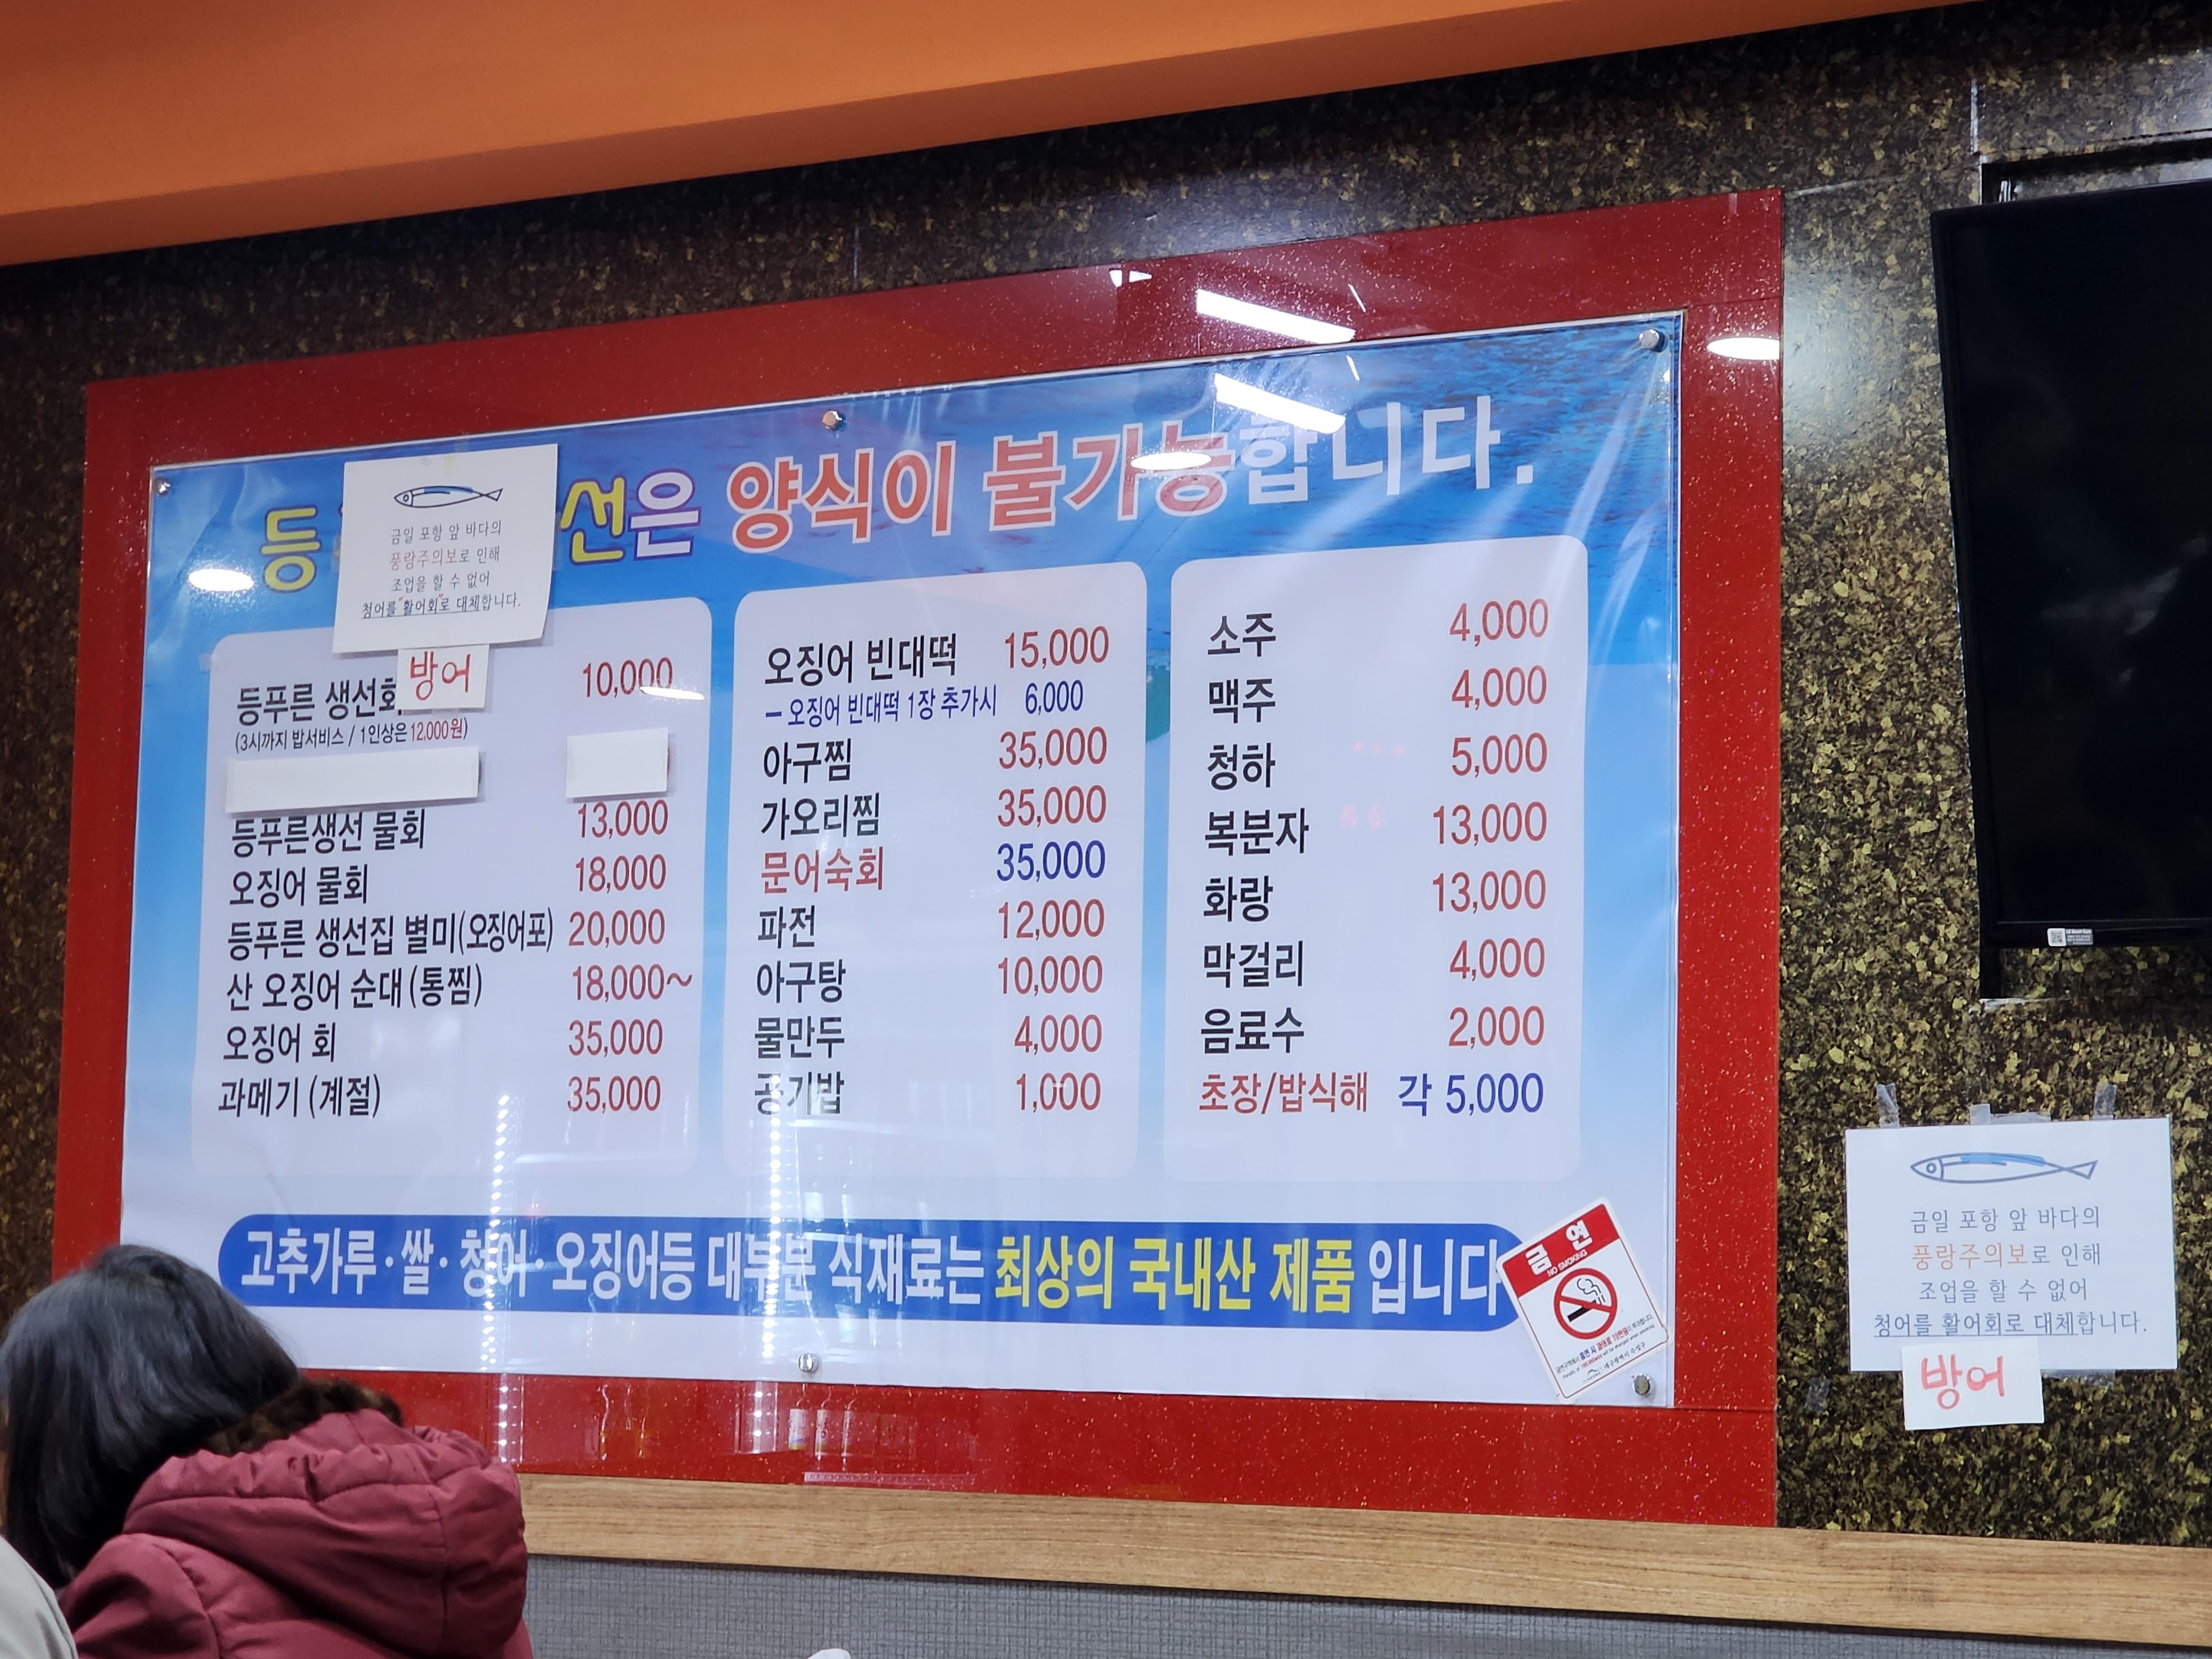 등 선은 양식이 불가능합니다.
금일 포항 앞 바다의
풍랑주의보로 인해
조업을 할 수 없어
청어를 "활어회"로 대체합니다.
방어
등푸른 생선회 10,000
(3시까지 밥서비스 / 1인상은 12,000원)
등푸른생선 물회 13,000
오징어 물회 18,000
등푸른 생선집 별미(오징어포) 20,000
산 오징어 순대 (통찜) 18,000~
오징어 회 35,000
과메기 (계절) 35,000
오징어 빈대떡 15,000
– 오징어 빈대떡 1장 추가시 6,000
아구찜 35,000
가오리찜 35,000
문어숙회 35,000
파전 12,000
아구탕 10,000
물만두 4,000
공기밥 1,000
소주 4,000
맥주 4,000
청하 5,000
복분자 13,000
화랑 13,000
막걸리 4,000
음료수 2,000
초장/밥식해 각 5,000
고추가루·쌀·청어·오징어등 대부분 식재료는 최상의 국내산 제품 입니다
금연
NO SMOKING
금일 포항 앞 바다의
풍랑주의보로 인해
조업을 할 수 없어
청어를 활어회로 대체합니다.
방어